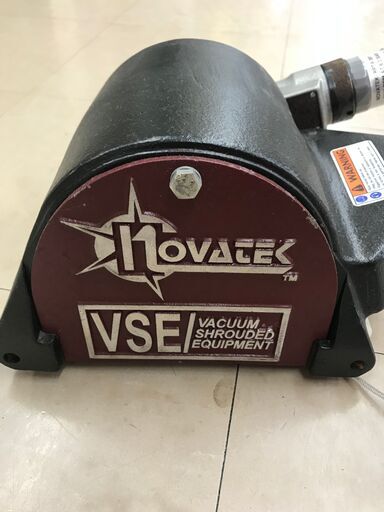 NOVATEK
TM
VSE/
VACUUM
SHROUDED
EQUIPMENT
WARNING